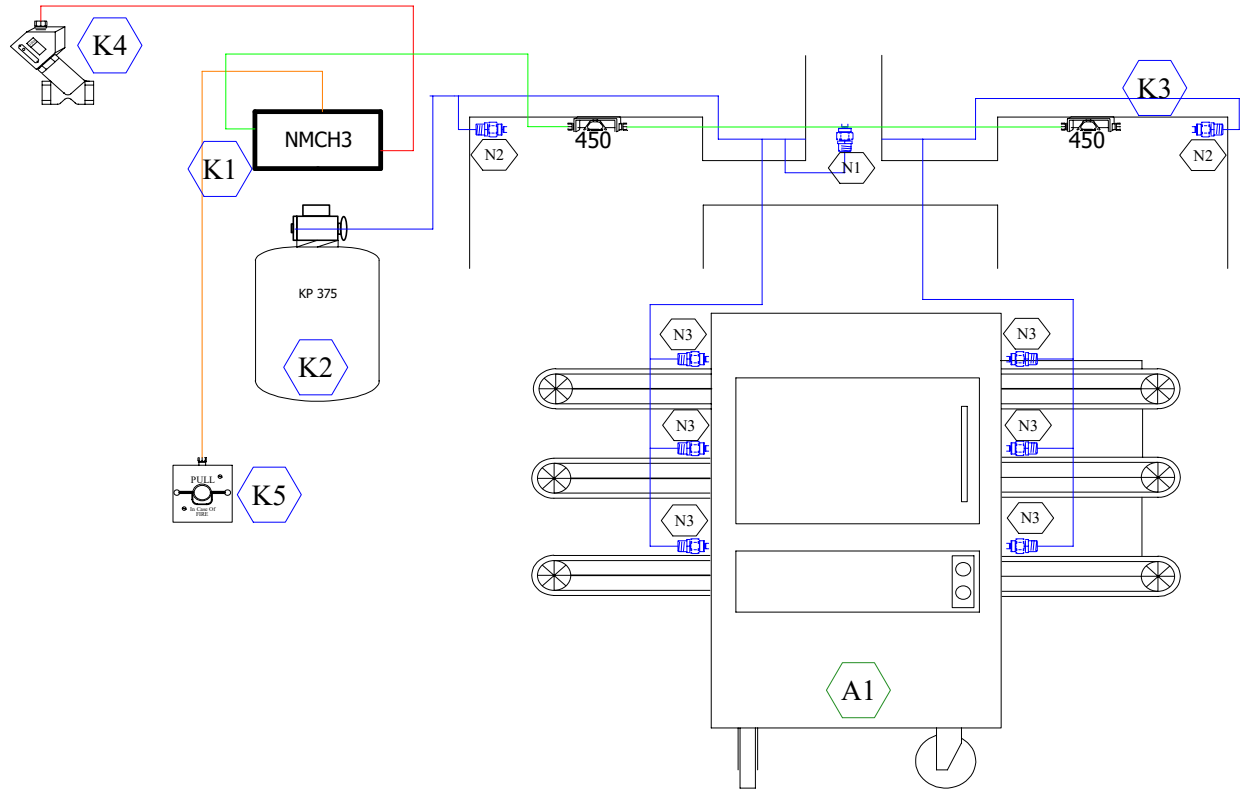 K4
K3
NMCH3
450
450
K1
N2
N1
N2
KP 375
K2
N3
N3
N3
N3
N3
N3
PULL
In Case Of
FIRE
K5
A1